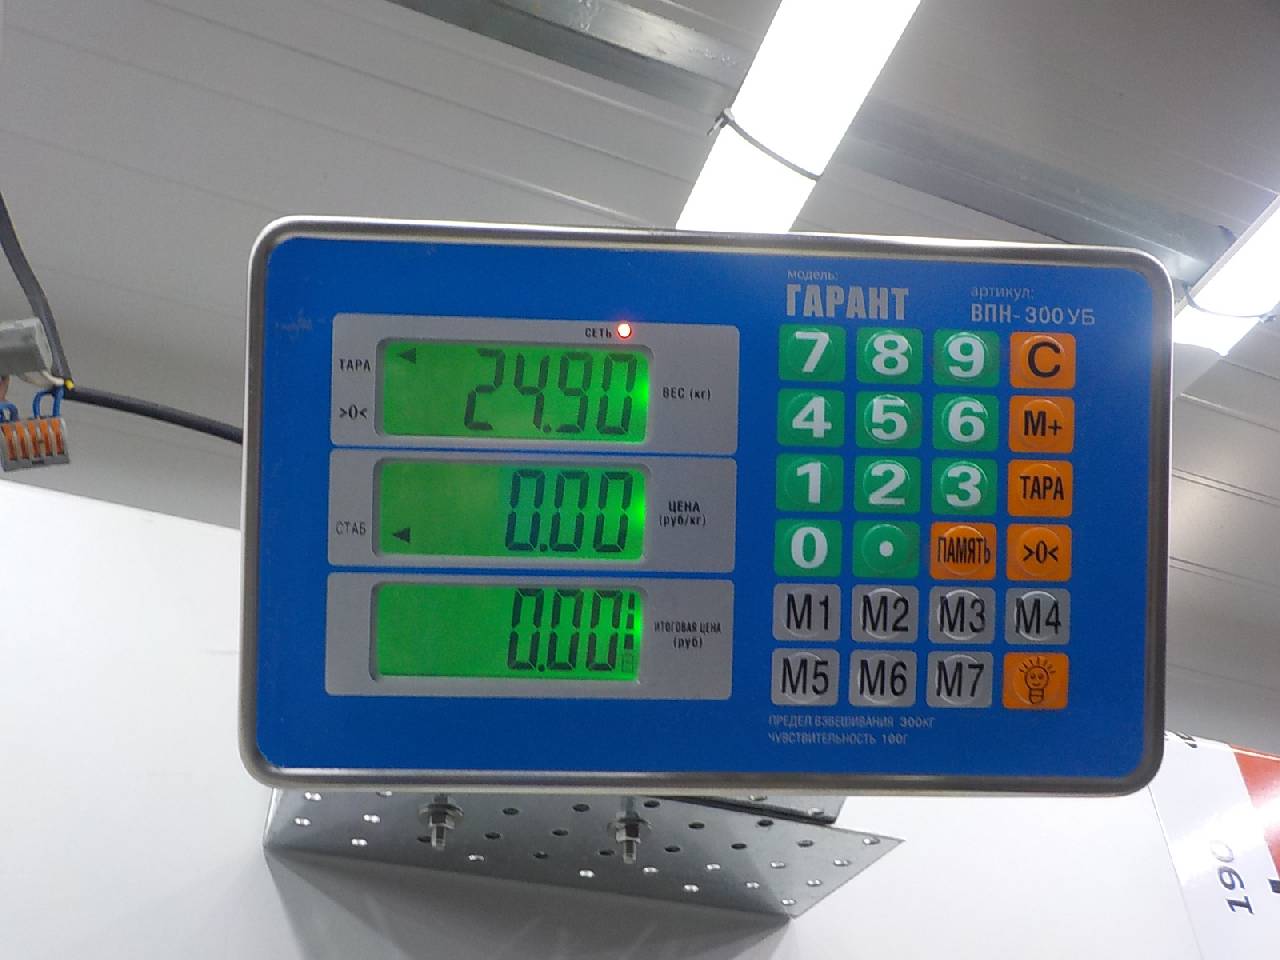 модель:
ГАРАНТ
артикул:
ВПН-300УБ
СЕТЬ
ТАРА
>0<
24.90
ВЕС (кг)
СТАБ
0.00
ЦЕНА
(руб/кг)
0.00
ИТОГОВАЯ ЦЕНА
(руб)
7 8 9 C
4 5 6 M+
1 2 3 ТАРА
0 . ПАМЯТЬ >0<
M1 M2 M3 M4
M5 M6 M7
ПРЕДЕЛ ВЗВЕШИВАНИЯ 300КГ
ЧУВСТВИТЕЛЬНОСТЬ 100Г
190